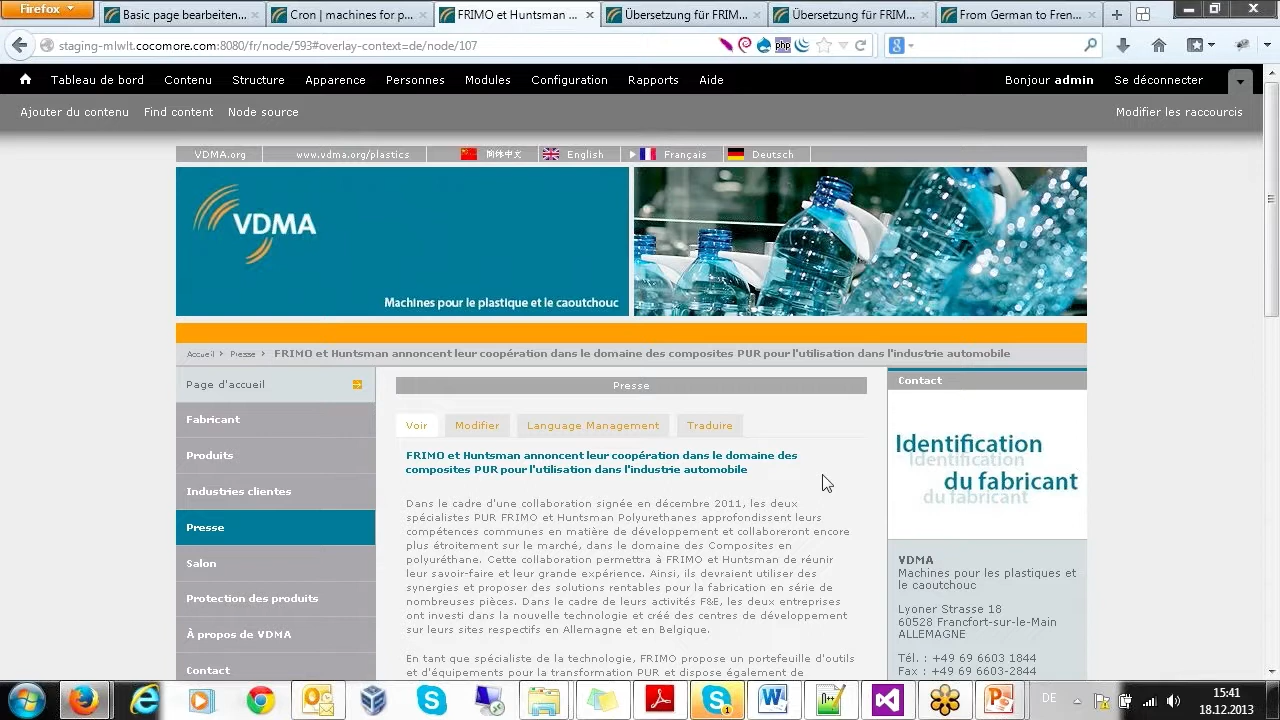 Firefox
Basic page bearbeiten...
Cron | machines for p...
FRIMO et Huntsman ...
Übersetzung für FRIM...
Übersetzung für FRIM...
From German to Fren...
staging-mlwlt.cocomore.com:8080/fr/node/593#overlay-context=de/node/107
Tableau de bord Contenu Structure Apparence Personnes Modules Configuration Rapports Aide Bonjour admin Se déconnecter
Ajouter du contenu Find content Node source Modifier les raccourcis
VDMA.org www.vdma.org/plastics 简体中文 English Français Deutsch
VDMA
Machines pour le plastique et le caoutchouc
Accueil Presse FRIMO et Huntsman annoncent leur coopération dans le domaine des composites PUR pour l'utilisation dans l'industrie automobile
Page d'accueil
Fabricant
Produits
Industries clientes
Presse
Salon
Protection des produits
À propos de VDMA
Contact
Presse
Voir Modifier Language Management Traduire
FRIMO et Huntsman annoncent leur coopération dans le domaine des
composites PUR pour l'utilisation dans l'industrie automobile
Dans le cadre d'une collaboration signée en décembre 2011, les deux
spécialistes PUR FRIMO et Huntsman Polyurethanes approfondissent leurs
compétences communes en matière de développement et collaboreront encore
plus étroitement sur le marché, dans le domaine des Composites en
polyuréthane. Cette collaboration permettra à FRIMO et Huntsman de réunir
leur savoir-faire et leur grande expérience. Ainsi, ils devraient utiliser des
synergies et proposer des solutions rentables pour la fabrication en série de
nombreuses pièces. Dans le cadre de leurs activités F&E, les deux entreprises
ont investi dans la nouvelle technologie et créé des centres de développement
sur leurs sites respectifs en Allemagne et en Belgique.
En tant que spécialiste de la technologie, FRIMO propose un portefeuille d'outils
et d'équipements pour la transformation PUR et dispose également de
Contact
Identification
Identification
du fabricant
du fabricant
VDMA
Machines pour les plastiques et
le caoutchouc
Lyoner Strasse 18
60528 Francfort-sur-le-Main
ALLEMAGNE
Tél. : +49 69 6603 1844
Fax : +49 69 6603-2844
DE
15:41
18.12.2013